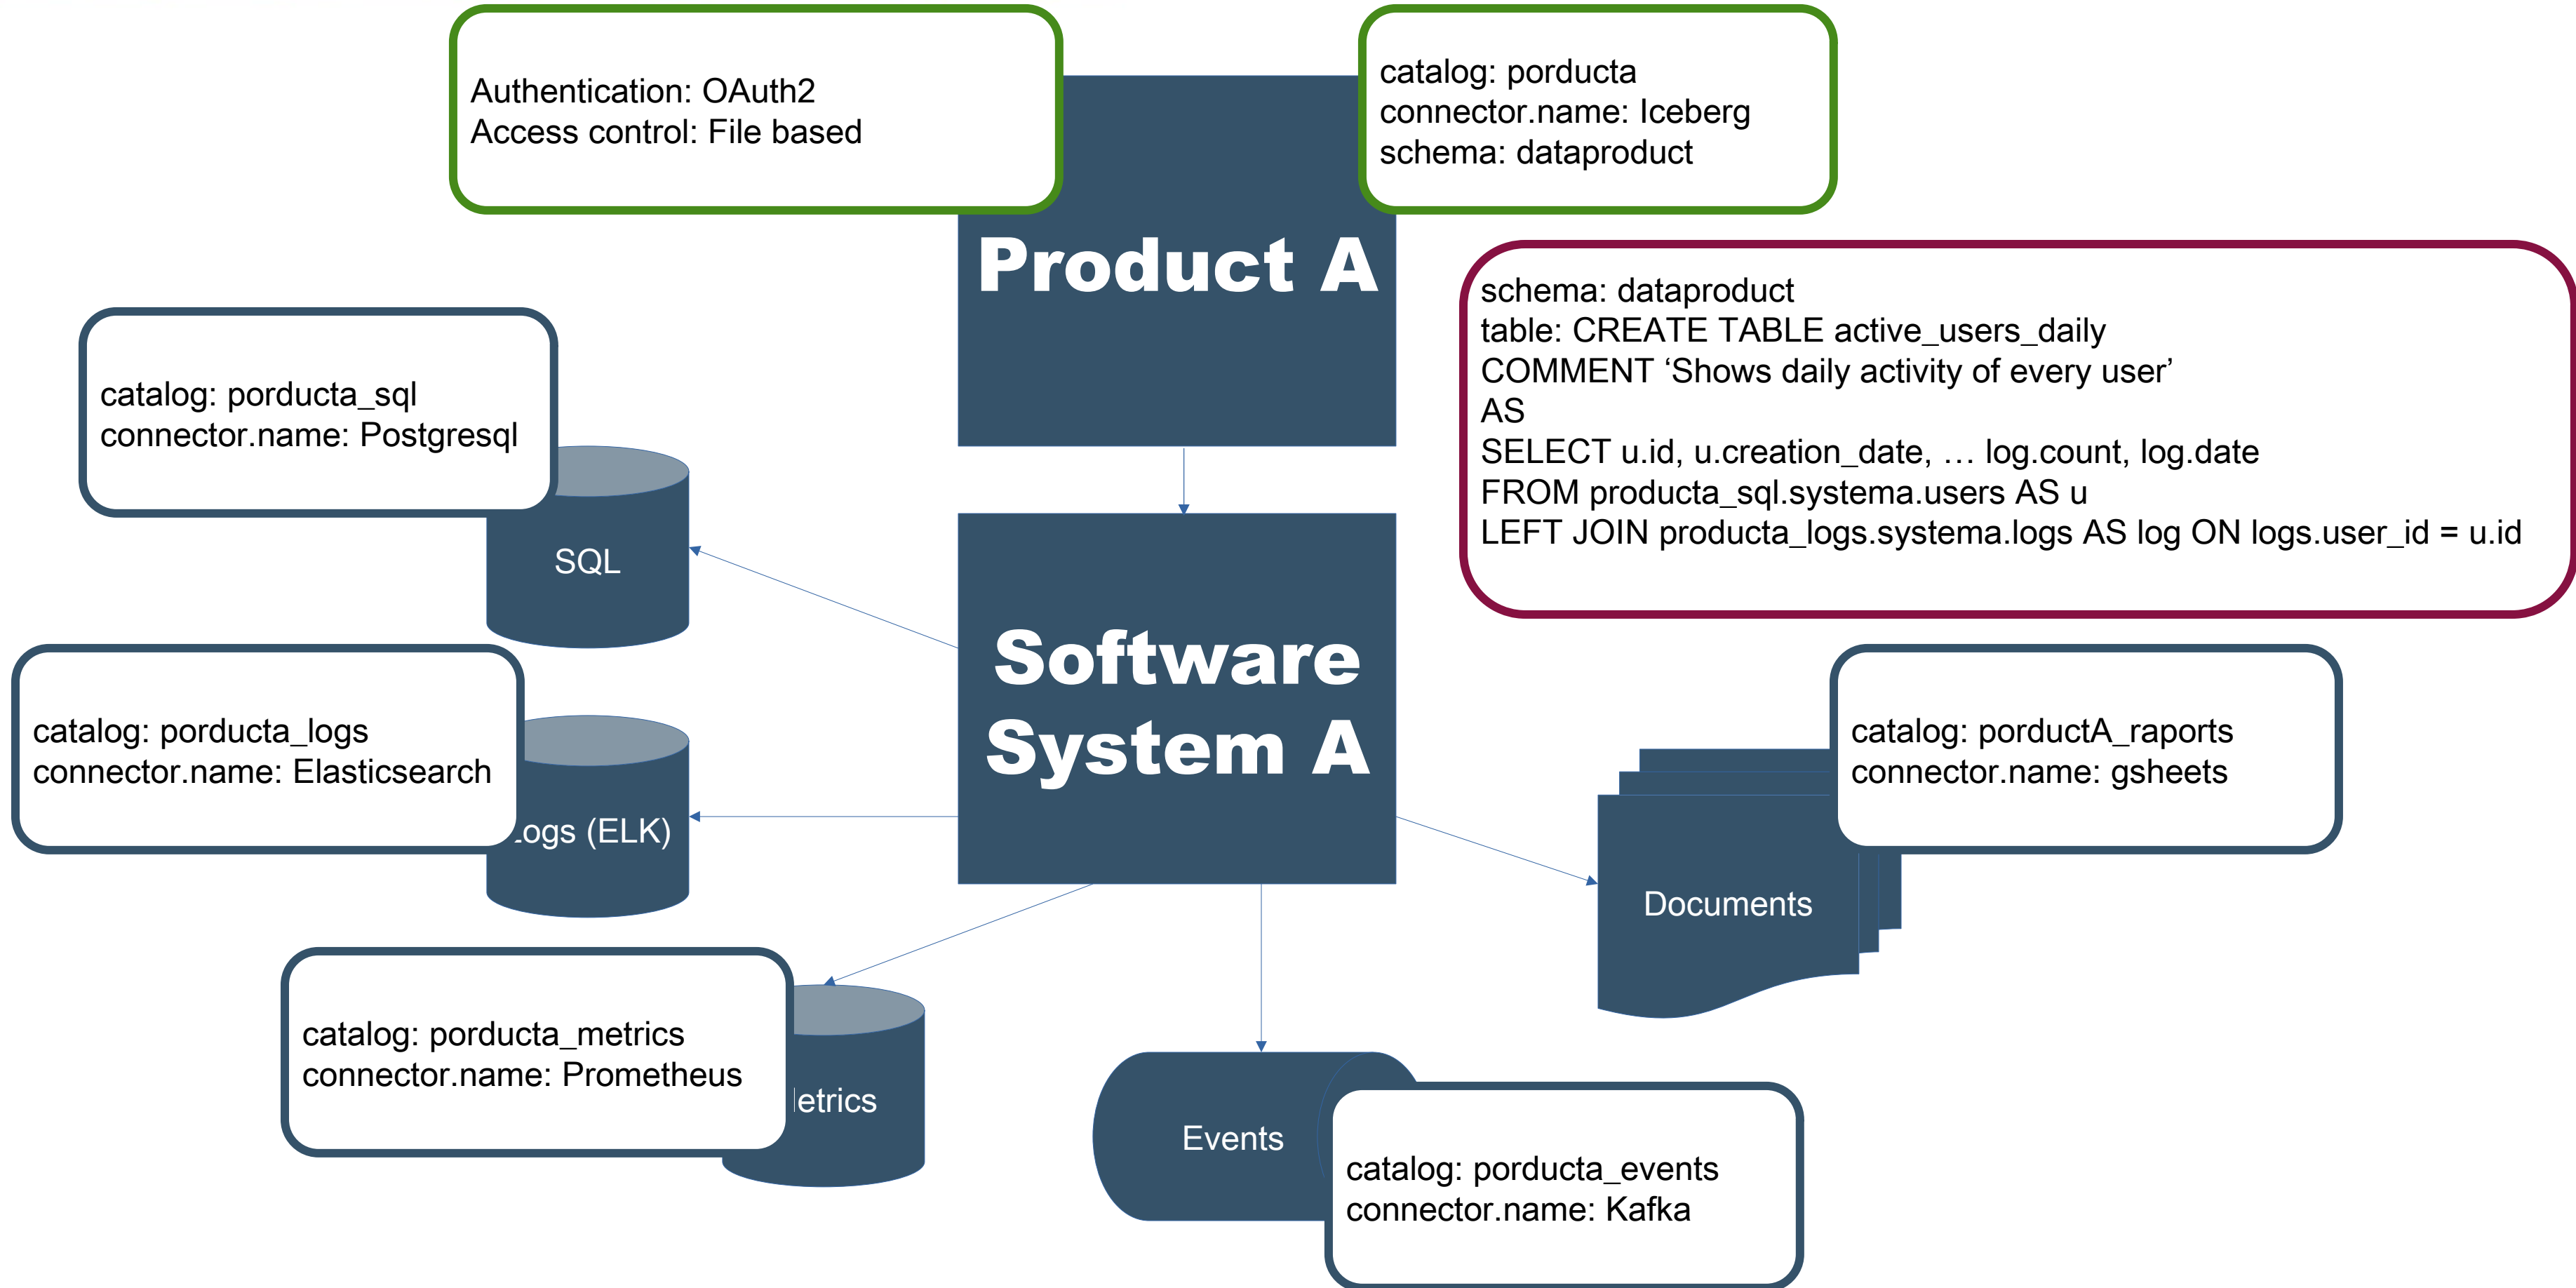 Authentication: OAuth2
Access control: File based
catalog: porducta
connector.name: Iceberg
schema: dataproduct
Product A
schema: dataproduct
table: CREATE TABLE active_users_daily
COMMENT ‘Shows daily activity of every user’
AS
SELECT u.id, u.creation_date, … log.count, log.date
FROM producta_sql.systema.users AS u
LEFT JOIN producta_logs.systema.logs AS log ON logs.user_id = u.id
catalog: porducta_sql
connector.name: Postgresql
SQL
Software
System A
catalog: porducta_logs
connector.name: Elasticsearch
ogs (ELK)
catalog: porductA_raports
connector.name: gsheets
Documents
catalog: porducta_metrics
connector.name: Prometheus
etrics
Events
catalog: porducta_events
connector.name: Kafka